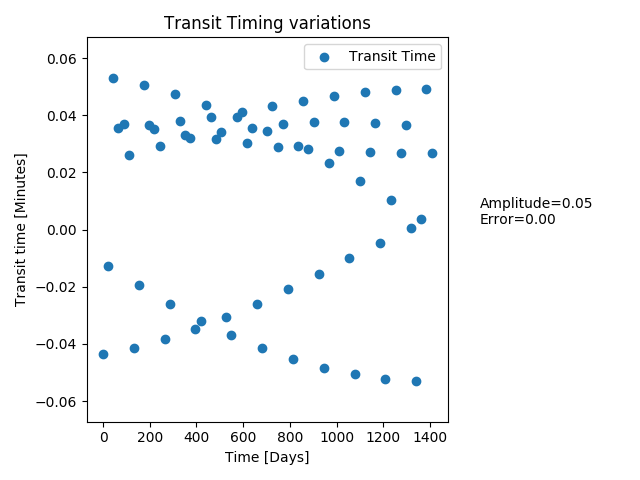 Transit Timing variations
Transit Time
Transit time [Minutes]
0.06
0.04
0.02
0.00
−0.02
−0.04
−0.06
0 200 400 600 800 1000 1200 1400
Time [Days]
Amplitude=0.05
Error=0.00